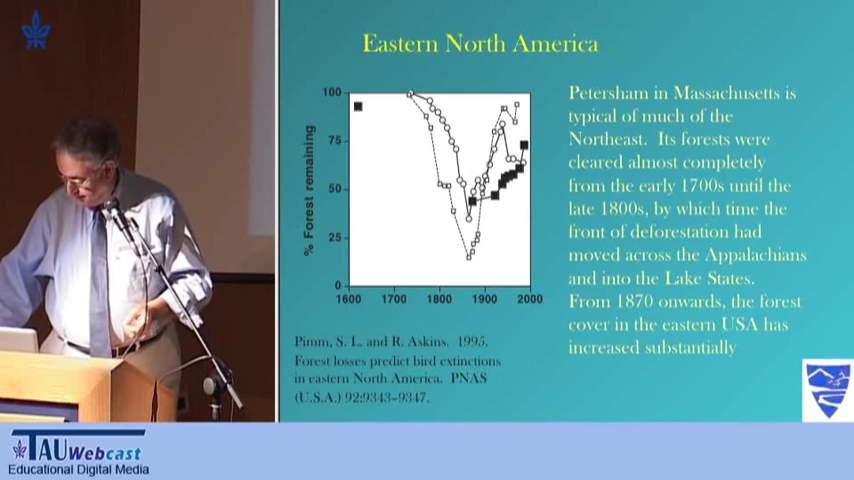 Eastern North America
100
75
50
25
0
% Forest remaining
1600 1700 1800 1900 2000
Petersham in Massachusetts is
typical of much of the
Northeast. Its forests were
cleared almost completely
from the early 1700s until the
late 1800s, by which time the
front of deforestation had
moved across the Appalachians
and into the Lake States.
From 1870 onwards, the forest
cover in the eastern USA has
increased substantially
Pimm, S. L. and R. Askins. 1995.
Forest losses predict bird extinctions
in eastern North America. PNAS
(U.S.A.) 92:9343-9347.
TAU Webcast
Educational Digital Media